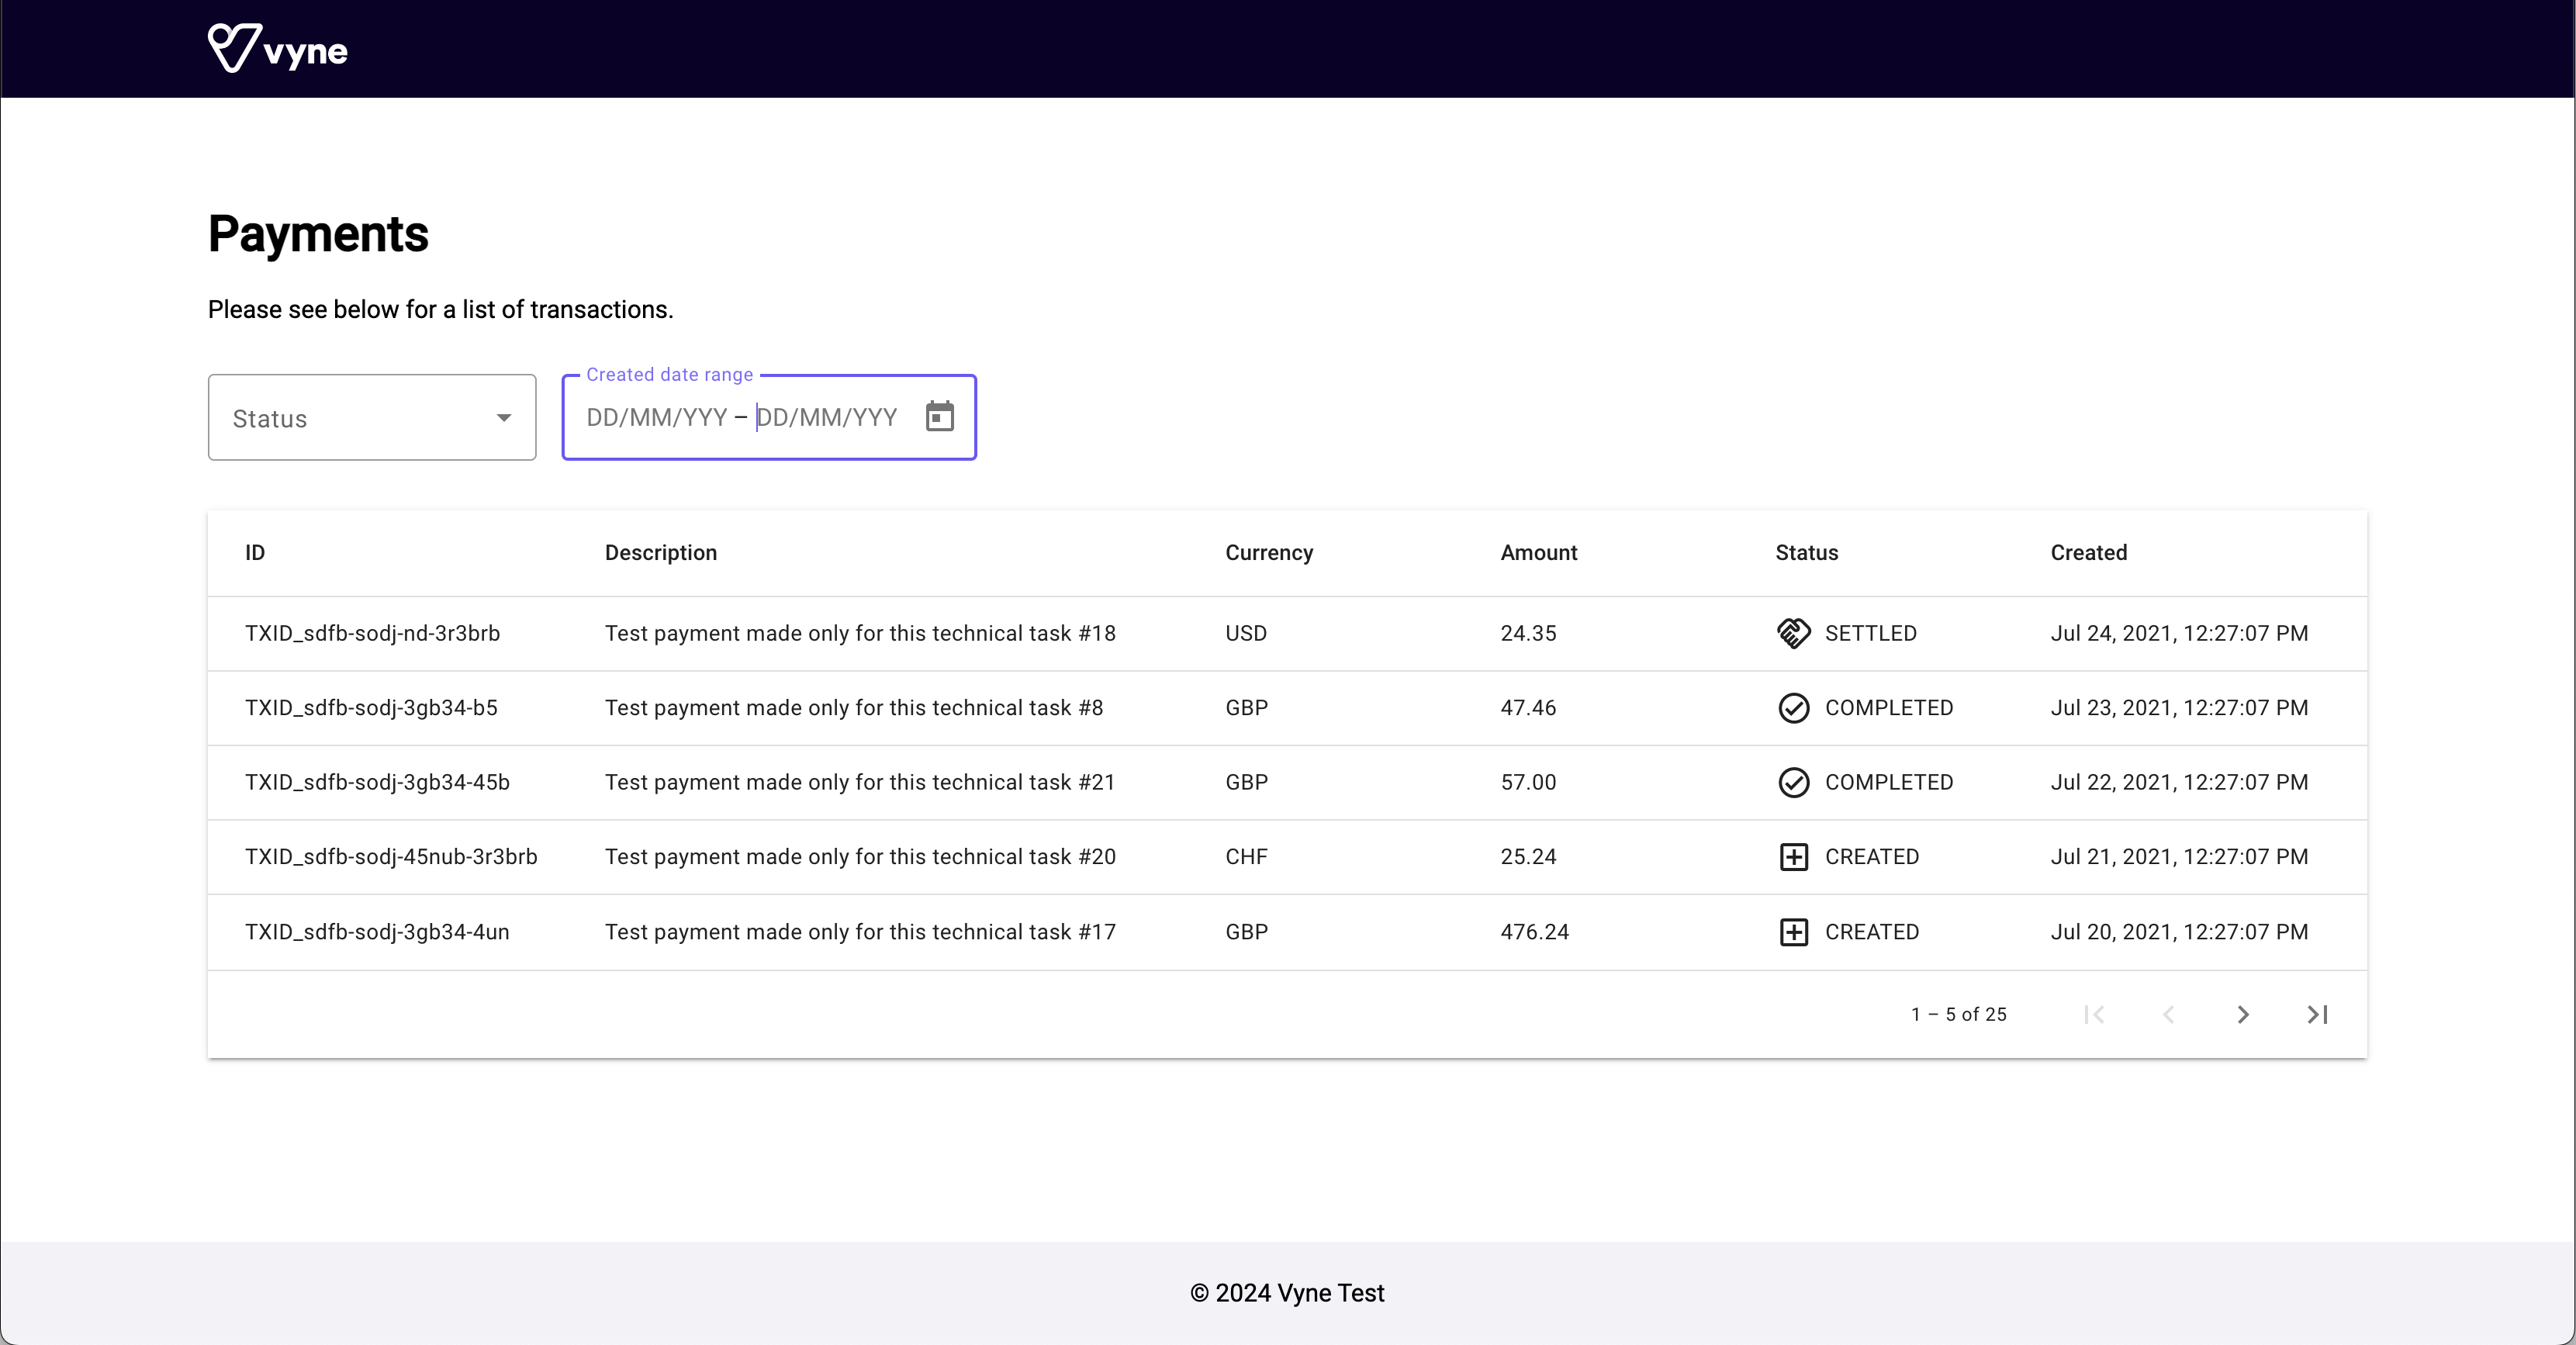 vyne
Payments
Please see below for a list of transactions.
Created date range
Status
DD/MM/YYY – DD/MM/YYY
ID Description Currency Amount Status Created
TXID_sdfb-sodj-nd-3r3brb Test payment made only for this technical task #18 USD 24.35 SETTLED Jul 24, 2021, 12:27:07 PM
TXID_sdfb-sodj-3gb34-b5 Test payment made only for this technical task #8 GBP 47.46 COMPLETED Jul 23, 2021, 12:27:07 PM
TXID_sdfb-sodj-3gb34-45b Test payment made only for this technical task #21 GBP 57.00 COMPLETED Jul 22, 2021, 12:27:07 PM
TXID_sdfb-sodj-45nub-3r3brb Test payment made only for this technical task #20 CHF 25.24 CREATED Jul 21, 2021, 12:27:07 PM
TXID_sdfb-sodj-3gb34-4un Test payment made only for this technical task #17 GBP 476.24 CREATED Jul 20, 2021, 12:27:07 PM
1 – 5 of 25
© 2024 Vyne Test